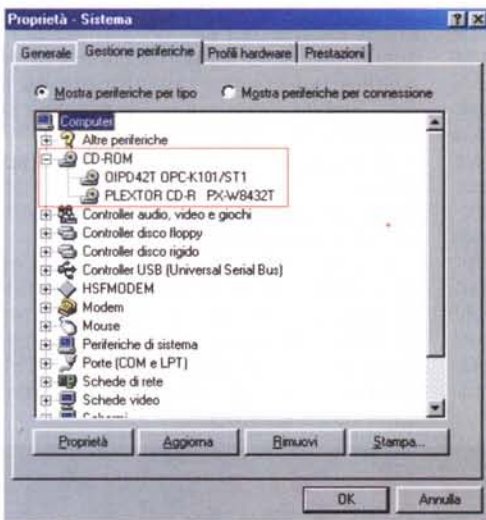 Proprietà - Sistema
Generale Gestione periferiche Profili hardware Prestazioni
Mostra periferiche per tipo Mostra periferiche per connessione
Computer
Altre periferiche
CD-ROM
OIPD42T OPC-K101/ST1
PLEXTOR CD-R PX-W8432T
Controller audio, video e giochi
Controller disco floppy
Controller disco rigido
Controller USB (Universal Serial Bus)
HSFMODEM
Modem
Mouse
Periferiche di sistema
Porte (COM e LPT)
Schede di rete
Schede video
Proprietà Aggiorna Rimuovi Stampa...
OK Annulla